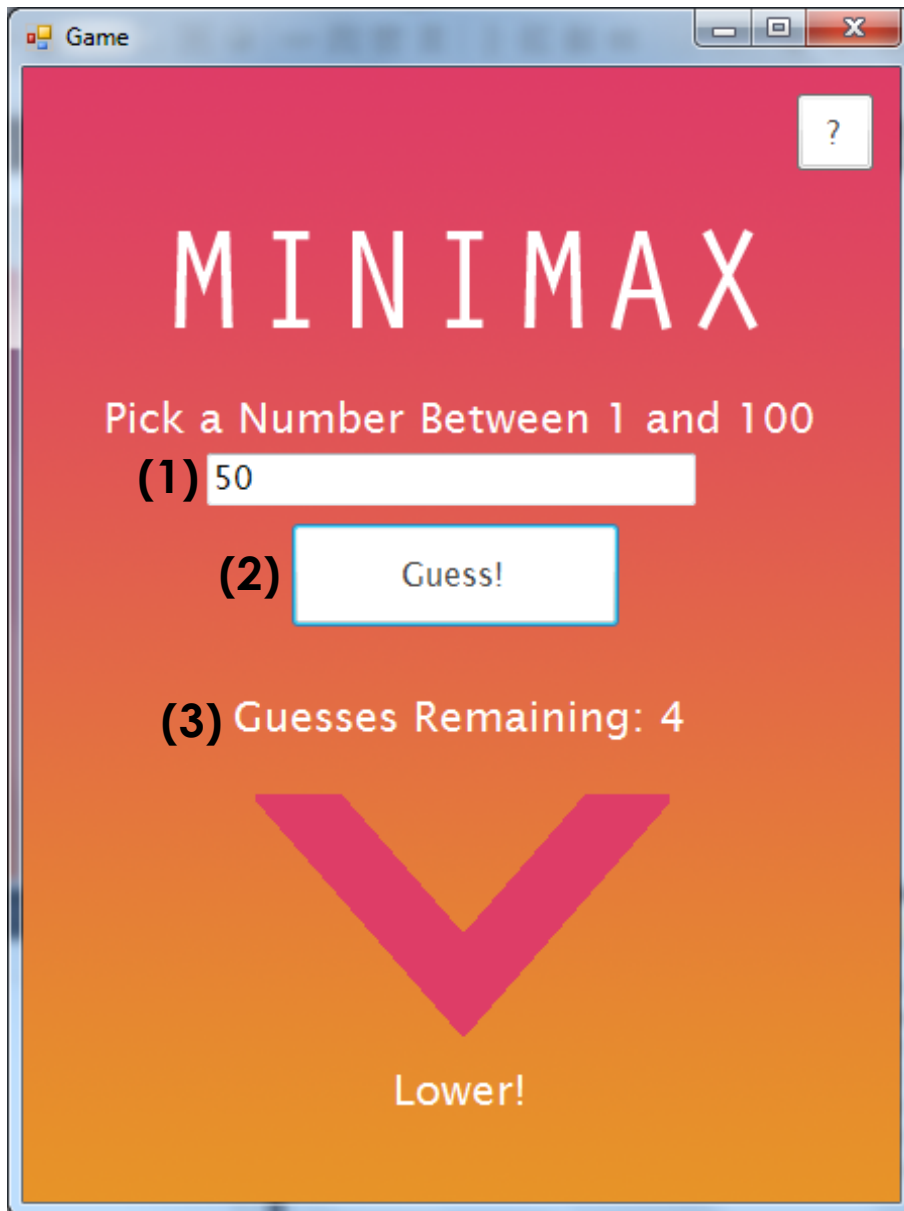 Game
?
MINIMAX
Pick a Number Between 1 and 100
(1) 50
(2) Guess!
(3) Guesses Remaining: 4
Lower!